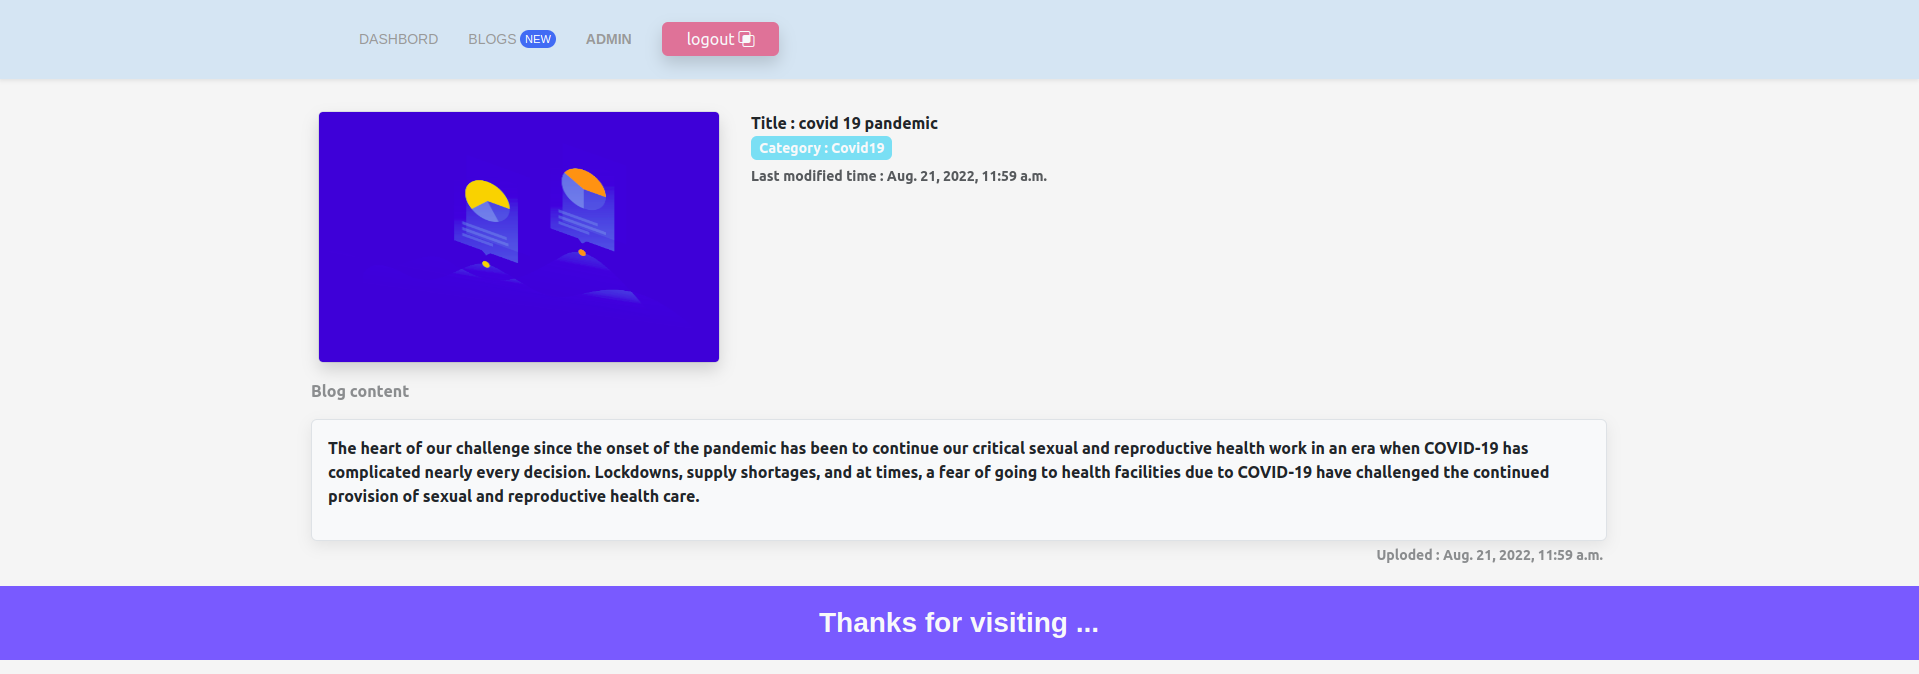 DASHBORD BLOGS NEW ADMIN logout
Title : covid 19 pandemic
Category : Covid19
Last modified time : Aug. 21, 2022, 11:59 a.m.
Blog content
The heart of our challenge since the onset of the pandemic has been to continue our critical sexual and reproductive health work in an era when COVID-19 has
complicated nearly every decision. Lockdowns, supply shortages, and at times, a fear of going to health facilities due to COVID-19 have challenged the continued
provision of sexual and reproductive health care.
Uploded : Aug. 21, 2022, 11:59 a.m.
Thanks for visiting ...